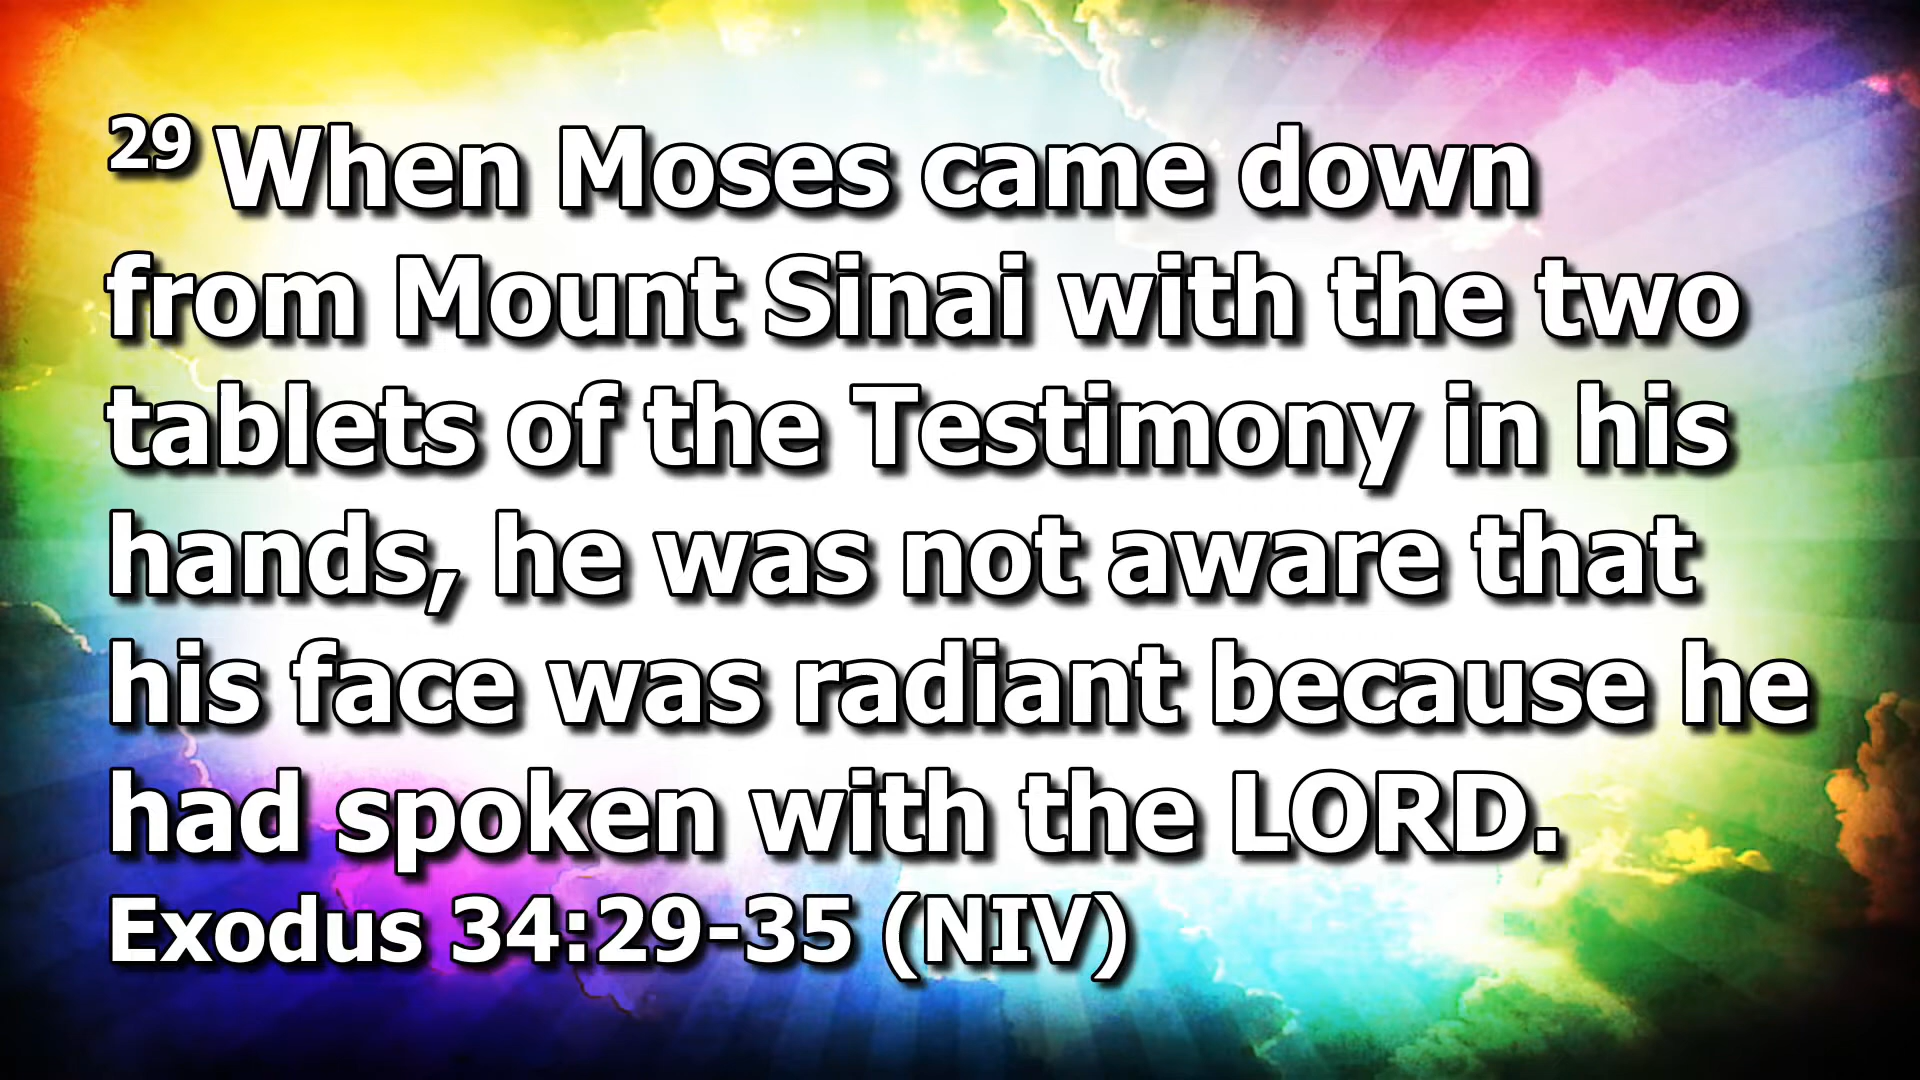 29 When Moses came down
from Mount Sinai with the two
tablets of the Testimony in his
hands, he was not aware that
his face was radiant because he
had spoken with the LORD.
Exodus 34:29-35 (NIV)